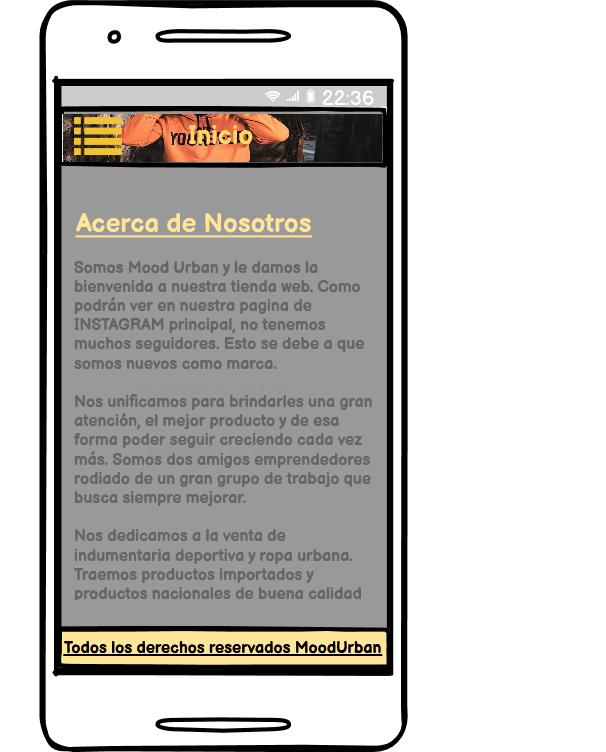 22:36
Inicio
Acerca de Nosotros
Somos Mood Urban y le damos la
bienvenida a nuestra tienda web. Como
podrán ver en nuestra pagina de
INSTAGRAM principal, no tenemos
muchos seguidores. Esto se debe a que
somos nuevos como marca.
Nos unificamos para brindarles una gran
atención, el mejor producto y de esa
forma poder seguir creciendo cada vez
más. Somos dos amigos emprendedores
rodiado de un gran grupo de trabajo que
busca siempre mejorar.
Nos dedicamos a la venta de
indumentaria deportiva y ropa urbana.
Traemos productos importados y
productos nacionales de buena calidad
Todos los derechos reservados MoodUrban